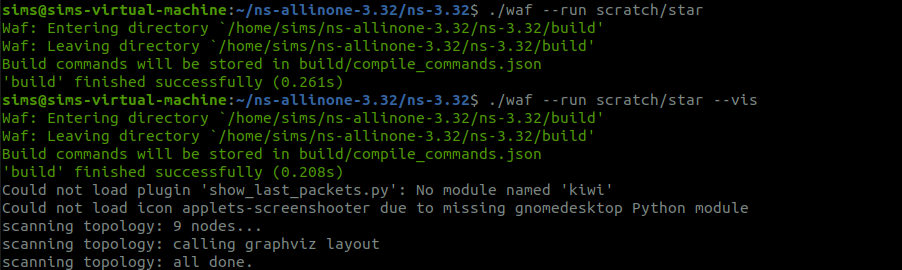 sims@sims-virtual-machine:~/ns-allinone-3.32/ns-3.32$ ./waf --run scratch/star
Waf: Entering directory `/home/sims/ns-allinone-3.32/ns-3.32/build'
Waf: Leaving directory `/home/sims/ns-allinone-3.32/ns-3.32/build'
Build commands will be stored in build/compile_commands.json
'build' finished successfully (0.261s)
sims@sims-virtual-machine:~/ns-allinone-3.32/ns-3.32$ ./waf --run scratch/star --vis
Waf: Entering directory `/home/sims/ns-allinone-3.32/ns-3.32/build'
Waf: Leaving directory `/home/sims/ns-allinone-3.32/ns-3.32/build'
Build commands will be stored in build/compile_commands.json
'build' finished successfully (0.208s)
Could not load plugin 'show_last_packets.py': No module named 'kiwi'
Could not load icon applets-screenshooter due to missing gnomedesktop Python module
scanning topology: 9 nodes...
scanning topology: calling graphviz layout
scanning topology: all done.